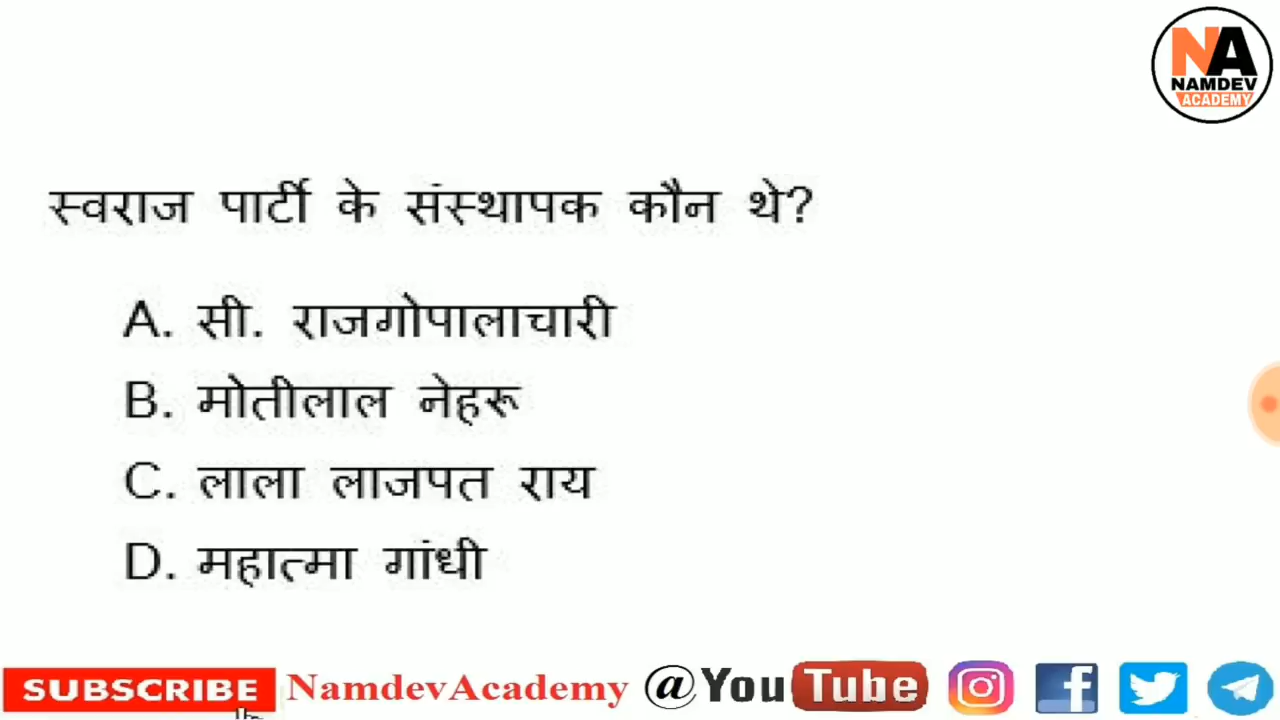 NA
NAMDEV
ACADEMY
स्वराज पार्टी के संस्थापक कौन थे?
A. सी. राजगोपालाचारी
B. मोतीलाल नेहरू
C. लाला लाजपत राय
D. महात्मा गांधी
SUBSCRIBE NamdevAcademy @YouTube